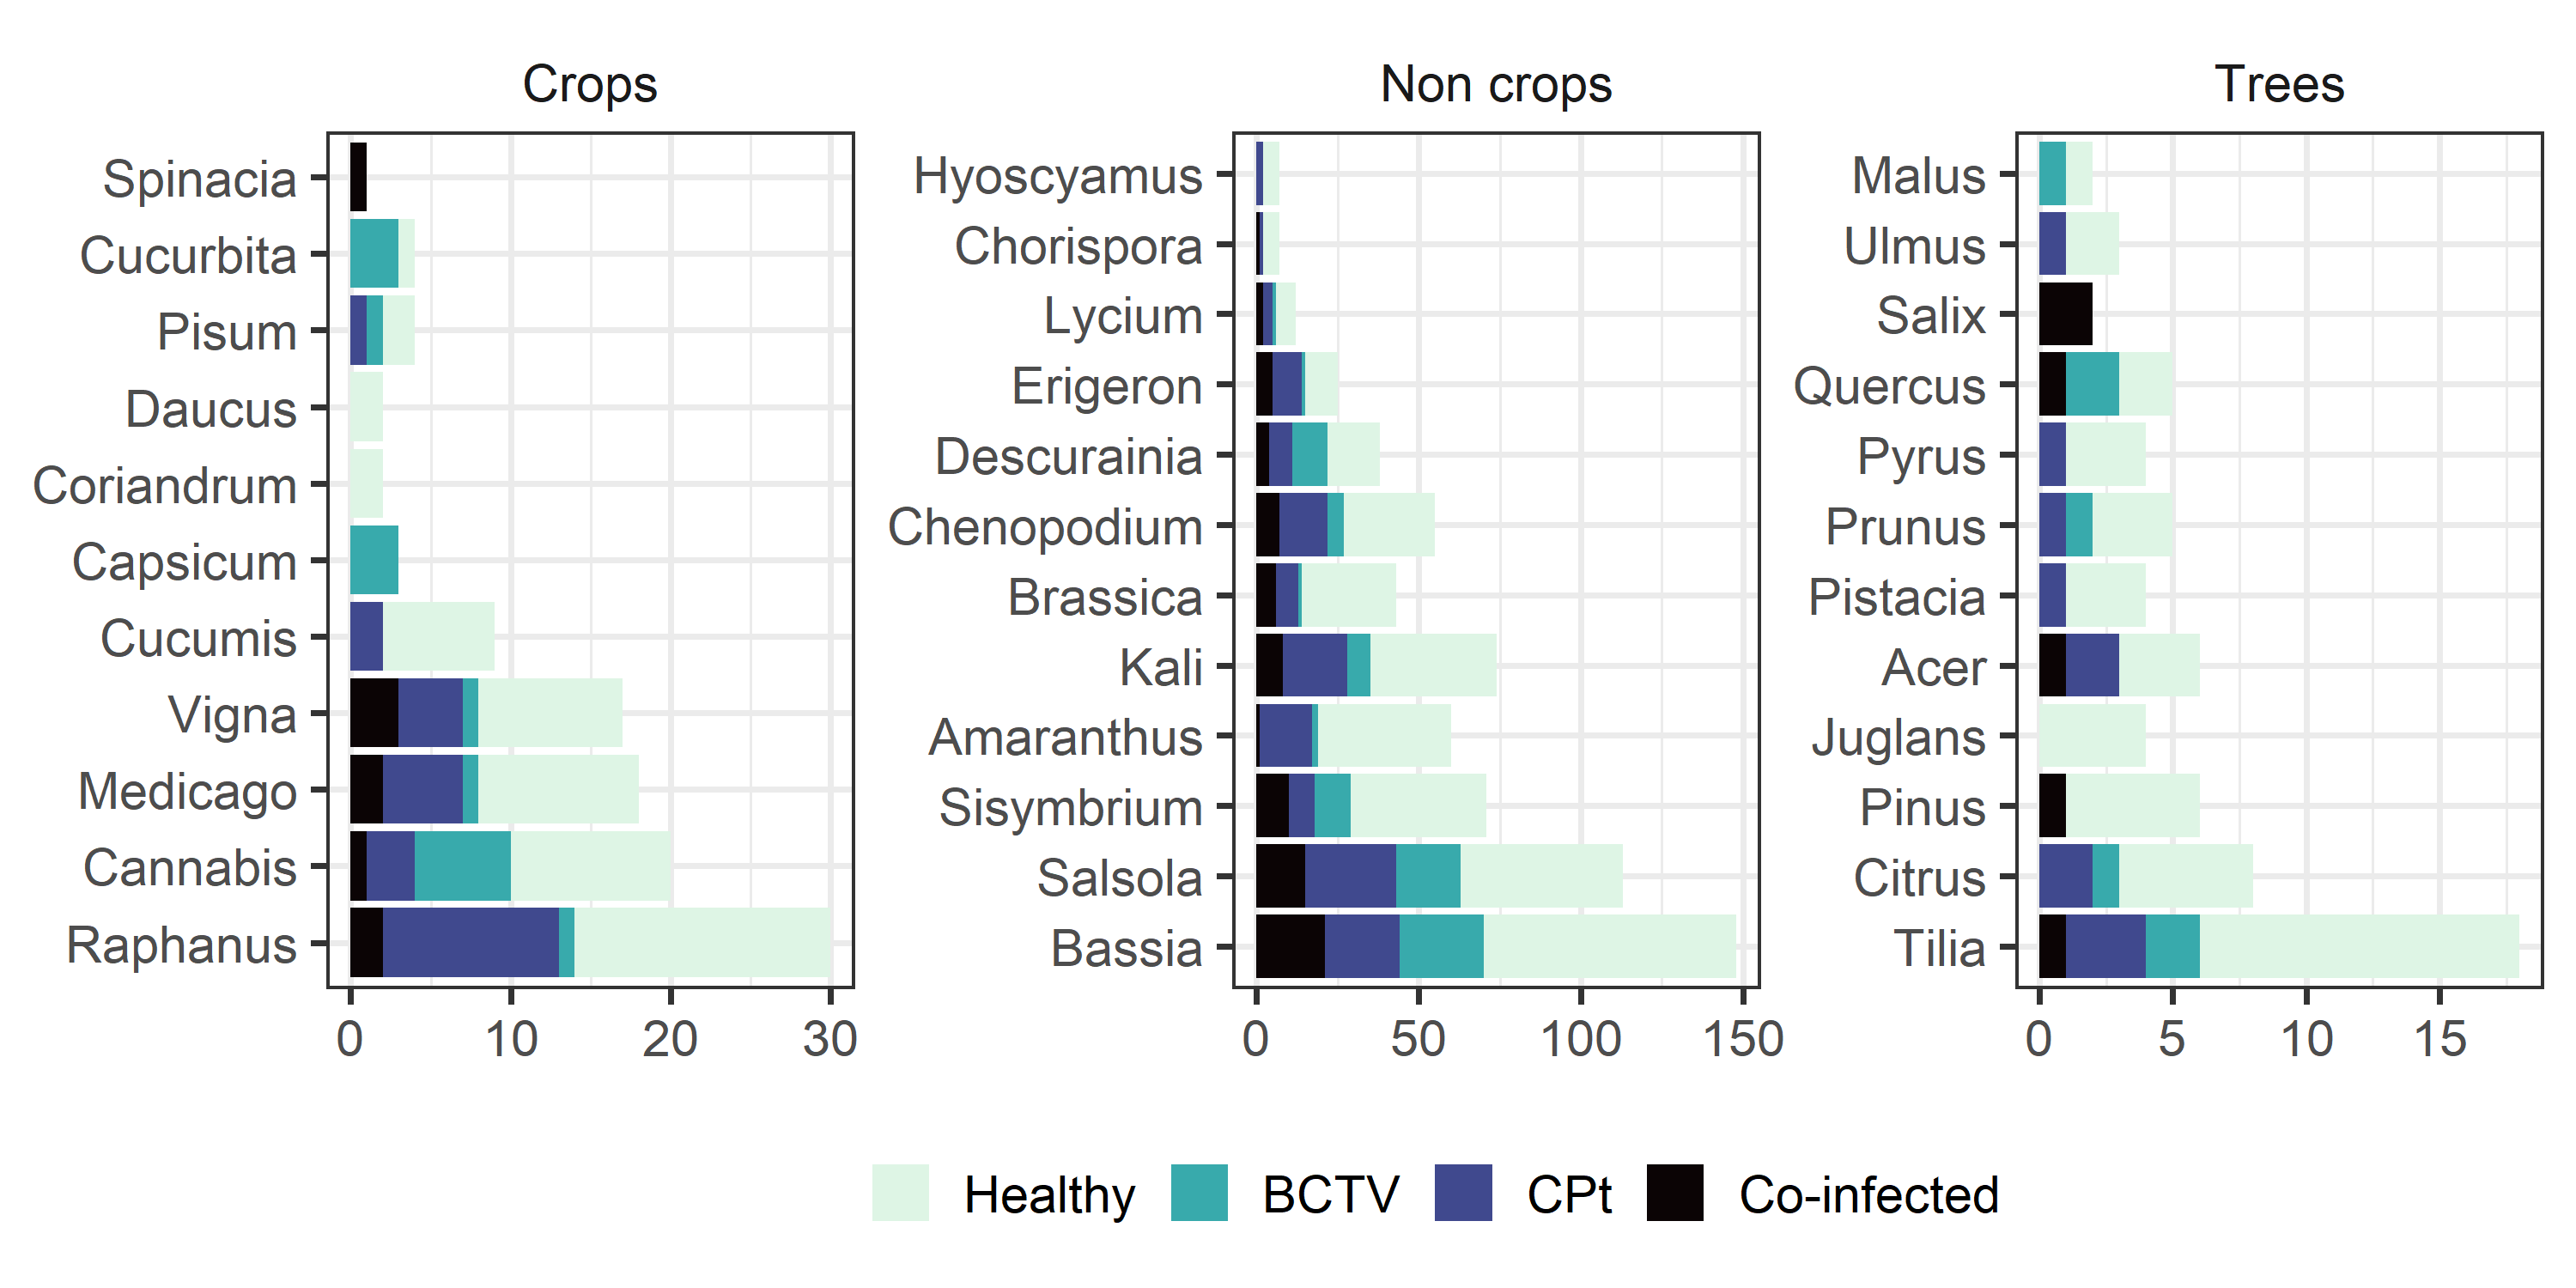 Crops
Non crops
Trees
Spinacia
Cucurbita
Pisum
Daucus
Coriandrum
Capsicum
Cucumis
Vigna
Medicago
Cannabis
Raphanus
0 10 20 30
Hyoscyamus
Chorispora
Lycium
Erigeron
Descurainia
Chenopodium
Brassica
Kali
Amaranthus
Sisymbrium
Salsola
Bassia
0 50 100 150
Malus
Ulmus
Salix
Quercus
Pyrus
Prunus
Pistacia
Acer
Juglans
Pinus
Citrus
Tilia
0 5 10 15
Healthy BCTV CPt Co-infected